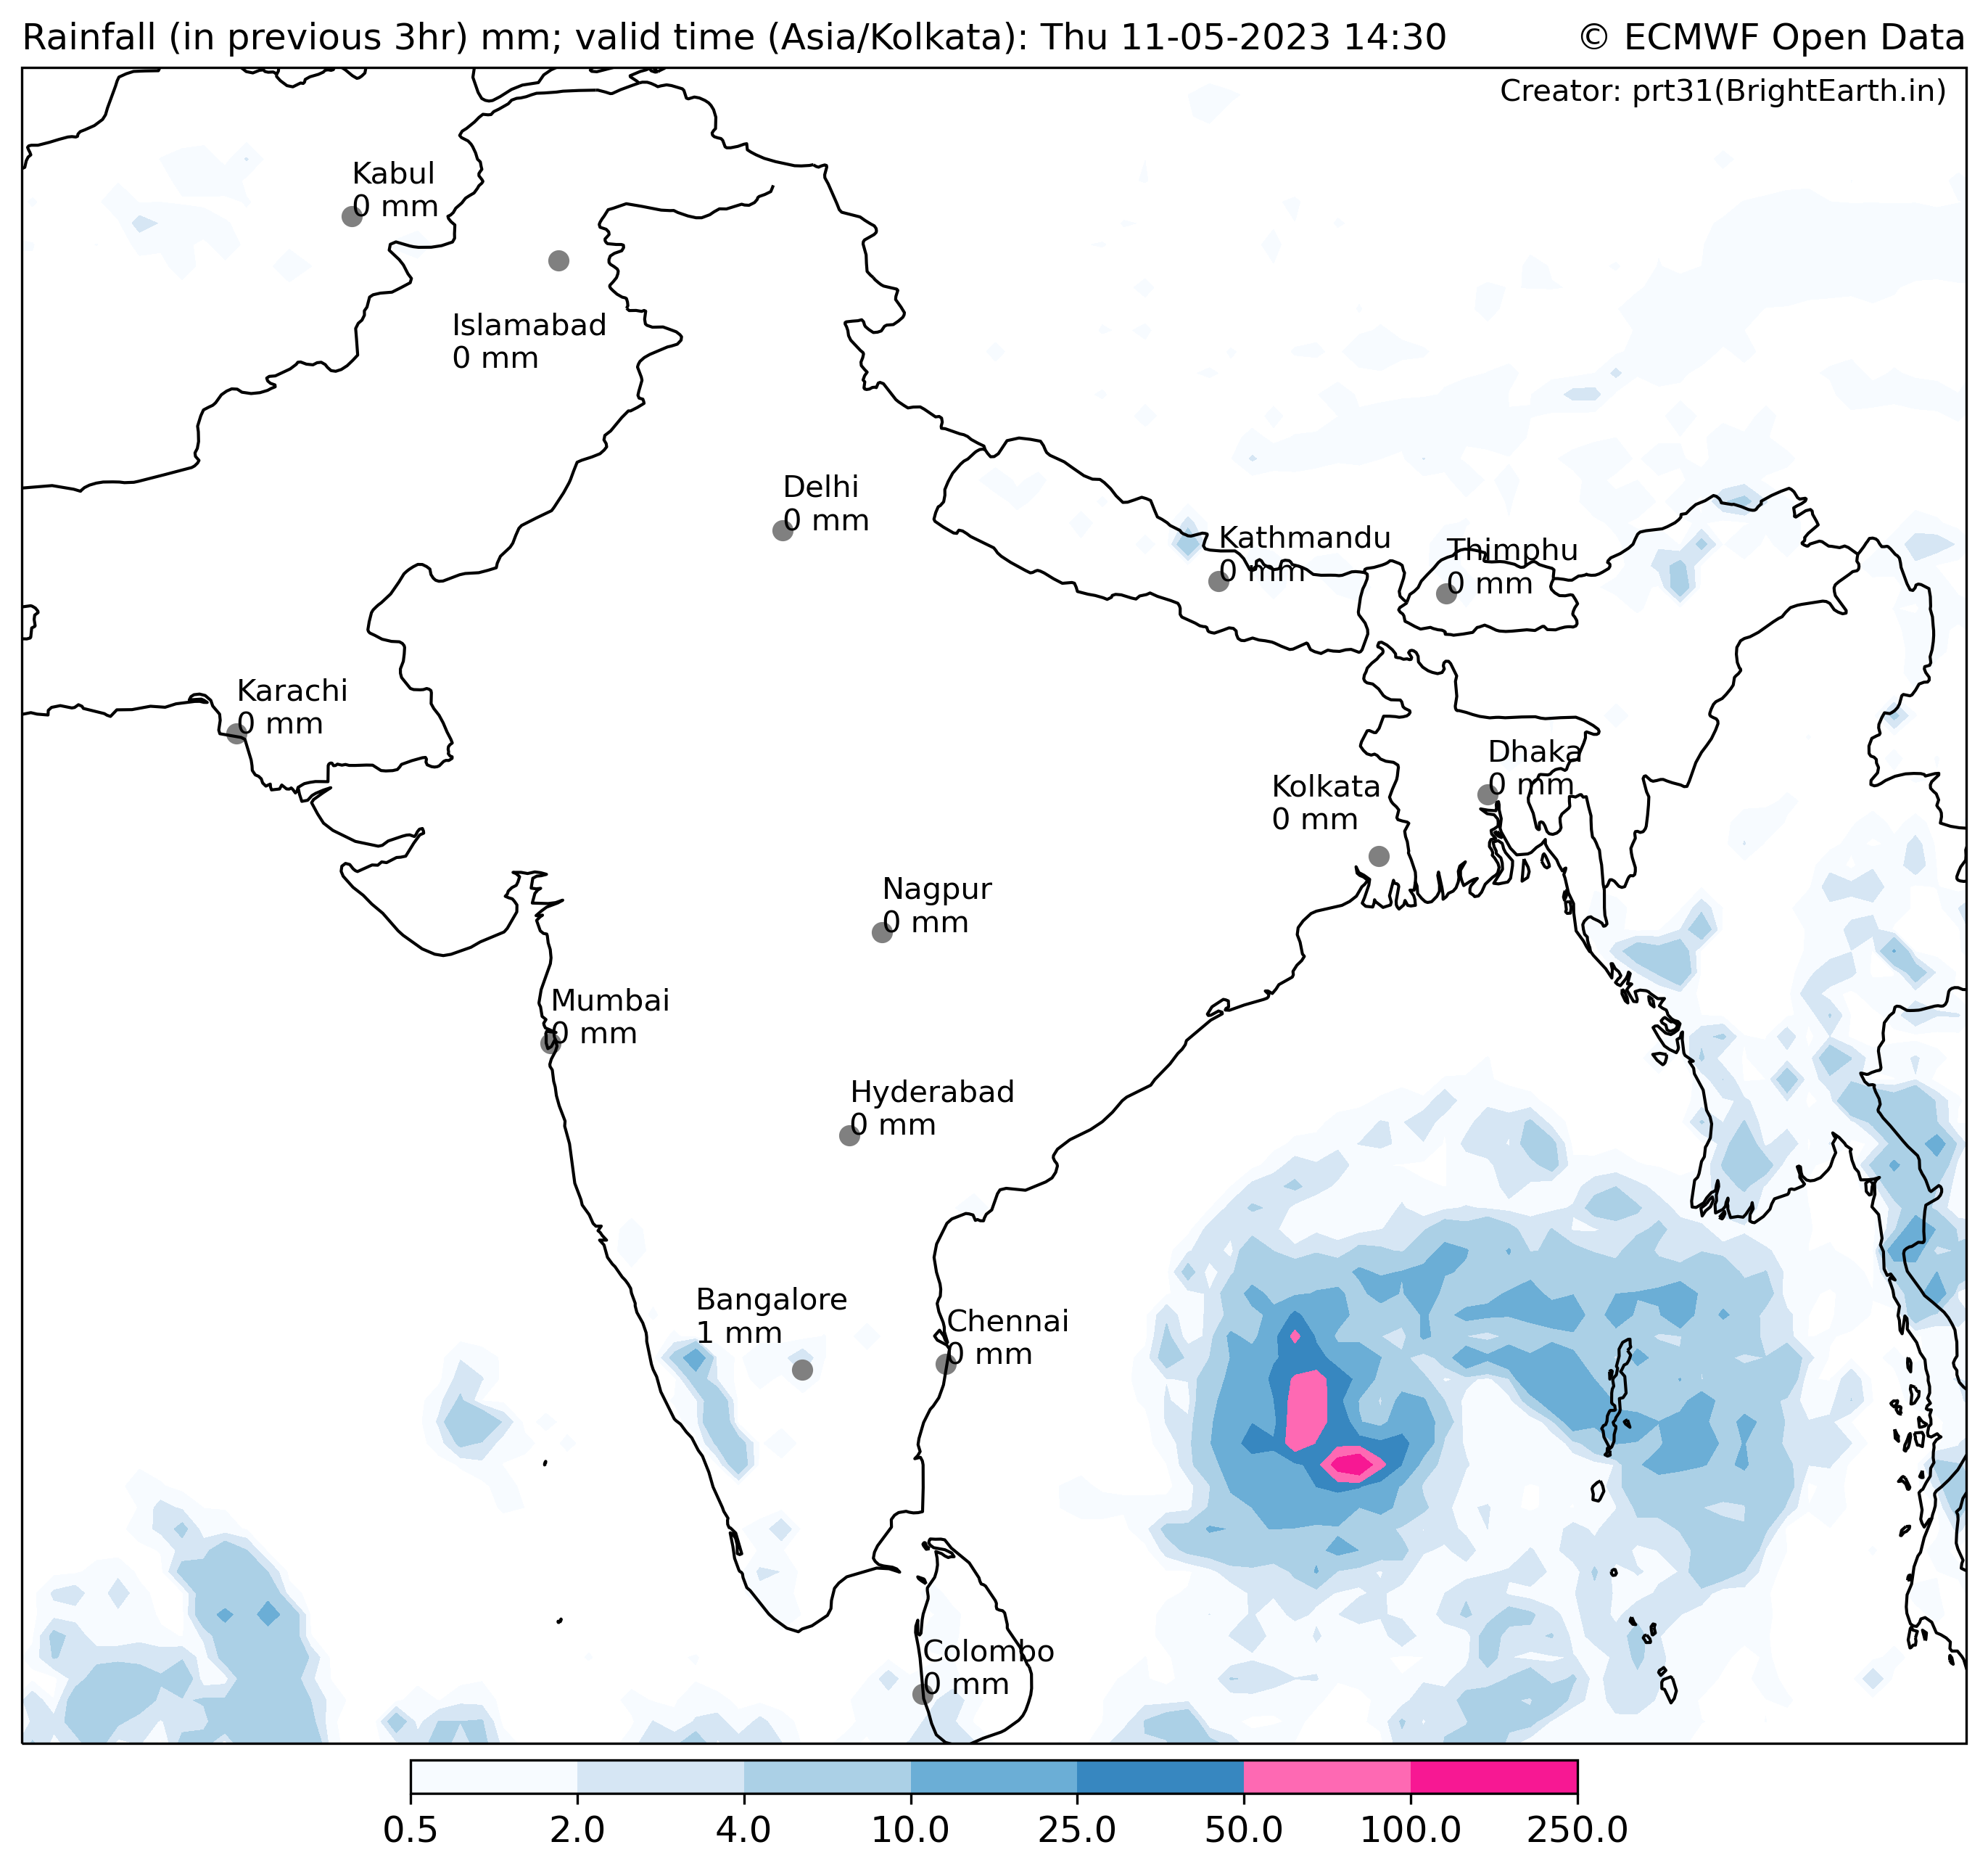 Rainfall (in previous 3hr) mm; valid time (Asia/Kolkata): Thu 11-05-2023 14:30
© ECMWF Open Data
Creator: prt31(BrightEarth.in)
Kabul
0 mm
Islamabad
0 mm
Delhi
0 mm
Kathmandu
0 mm
Thimphu
0 mm
Karachi
0 mm
Dhaka
0 mm
Kolkata
0 mm
Nagpur
0 mm
Mumbai
0 mm
Hyderabad
0 mm
Bangalore
1 mm
Chennai
0 mm
Colombo
0 mm
0.5 2.0 4.0 10.0 25.0 50.0 100.0 250.0